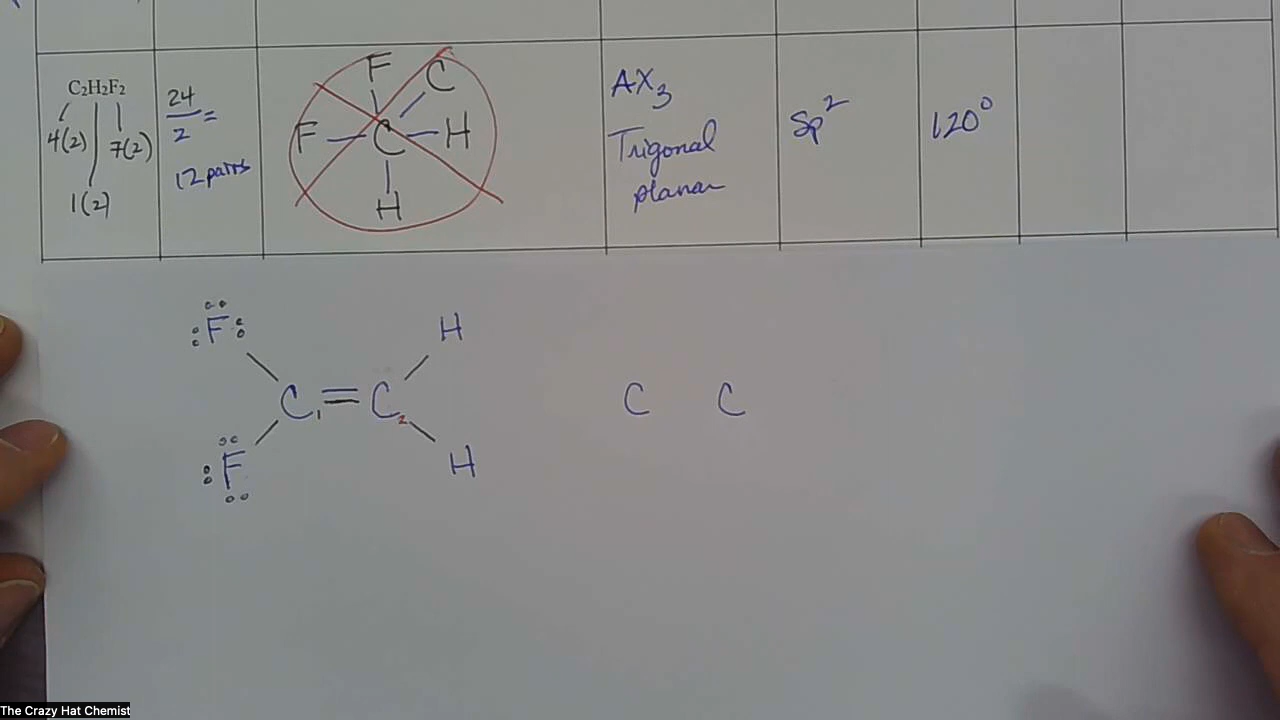 C₂H₂F₂
4(2)
7(2)
1(2)
24
2
=
12 pairs
F C
F C H
H
AX₃
Trigonal
planar
Sp²
120°
F H
C₁ = C₂
F H
C C
The Crazy Hat Chemist